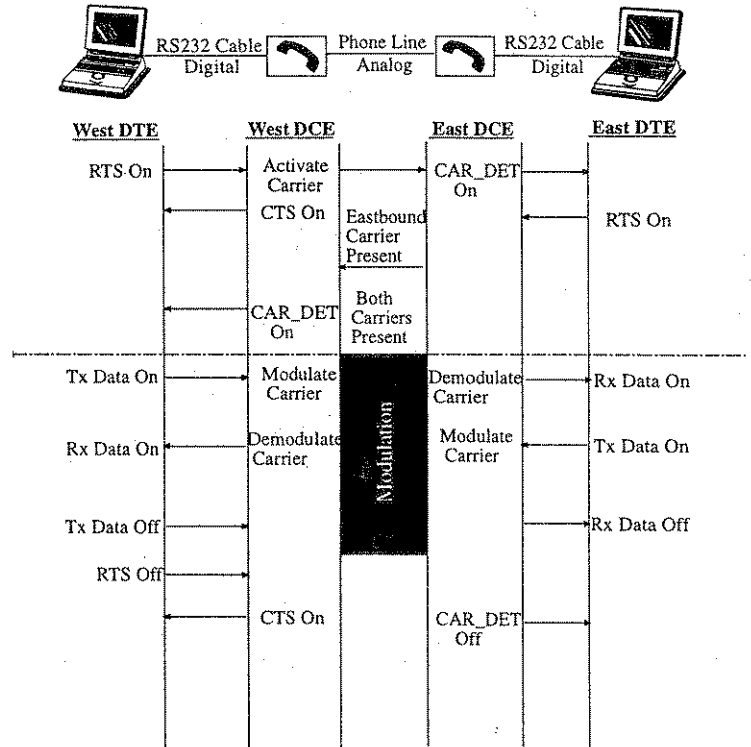 RS232 Cable
Digital
Phone Line
Analog
RS232 Cable
Digital
West DTE
West DCE
East DCE
East DTE
RTS On
Activate
Carrier
CAR_DET
On
CTS On
Eastbound
Carrier
Present
RTS On
CAR_DET
On
Both
Carriers
Present
Tx Data On
Modulate
Carrier
Demodulate
Carrier
Rx Data On
Rx Data On
Demodulate
Carrier
Modulation
Modulate
Carrier
Tx Data On
Tx Data Off
Rx Data Off
RTS Off
CTS On
CAR_DET
Off